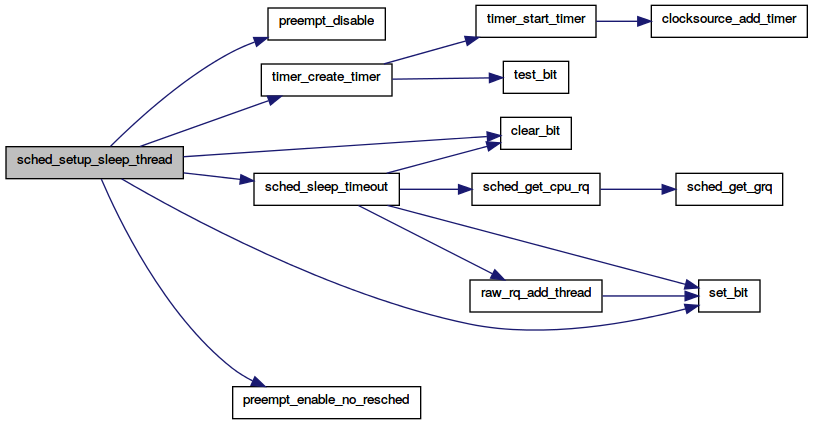 preempt_disable
timer_start_timer
clocksource_add_timer
timer_create_timer
test_bit
clear_bit
sched_setup_sleep_thread
sched_sleep_timeout
sched_get_cpu_rq
sched_get_grq
raw_rq_add_thread
set_bit
preempt_enable_no_resched